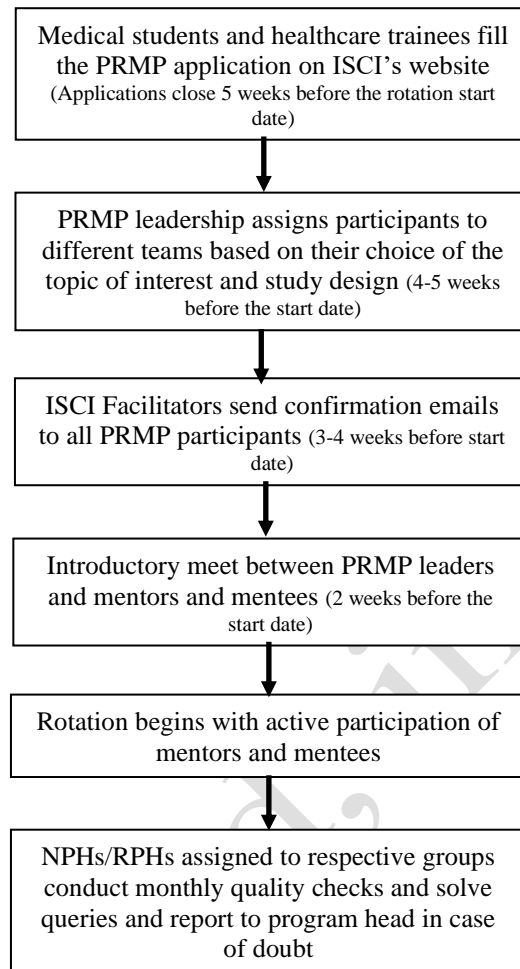 Medical students and healthcare trainees fill
the PRMP application on ISCI’s website
(Applications close 5 weeks before the rotation start
date)
PRMP leadership assigns participants to
different teams based on their choice of the
topic of interest and study design (4-5 weeks
before the start date)
ISCI Facilitators send confirmation emails
to all PRMP participants (3-4 weeks before start
date)
Introductory meet between PRMP leaders
and mentors and mentees (2 weeks before the
start date)
Rotation begins with active participation of
mentors and mentees
NPHs/RPHs assigned to respective groups
conduct monthly quality checks and solve
queries and report to program head in case
of doubt